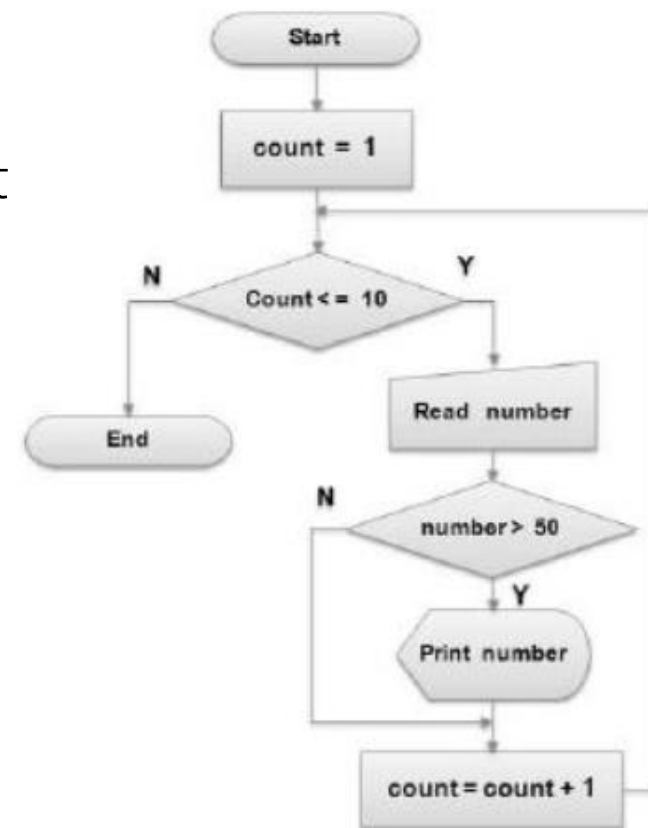 Start
count = 1
N
Y
Count < = 10
Read number
End
N
number > 50
Y
Print number
count = count + 1